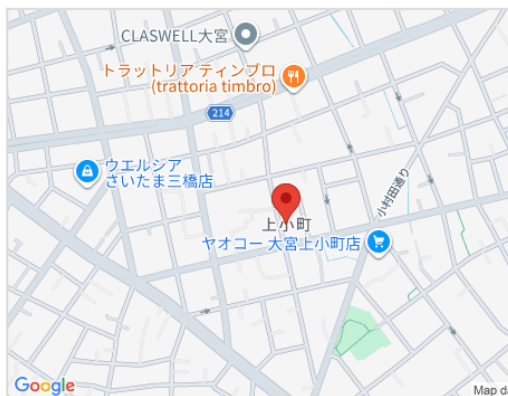 CLASWELL大宮
トラットリア ティンブロ
(trattoria timbro)
214
ウエルシア
さいたま三橋店
小村田通り
上小町
ヤオコー 大宮上小町店
Google
Map da